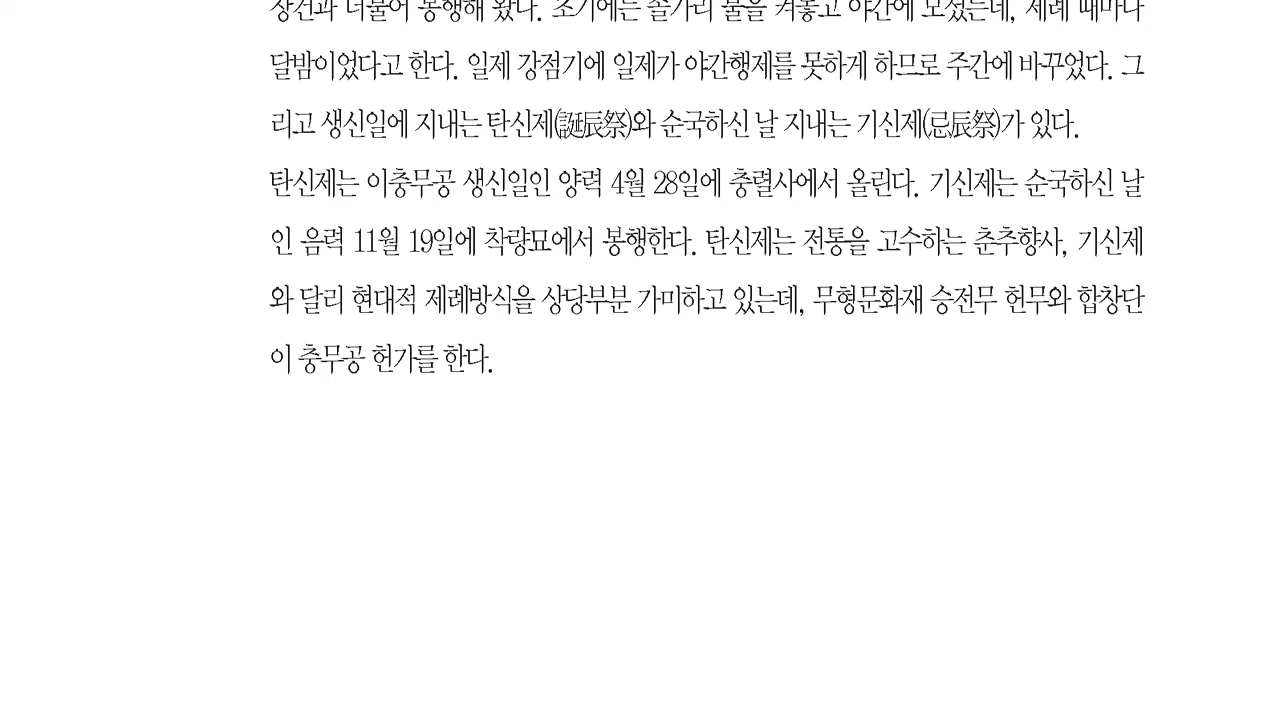 창건과 더불어 봉행해 왔다. 초기에는 솔가리 불을 켜놓고 야간에 모셨는데, 제례 때마다
달밤이었다고 한다. 일제 강점기에 일제가 야간행제를 못하게 하므로 주간에 바꾸었다. 그
리고 생신일에 지내는 탄신제(誕辰祭)와 순국하신 날 지내는 기신제(忌辰祭)가 있다.
탄신제는 이충무공 생신일인 양력 4월 28일에 충렬사에서 올린다. 기신제는 순국하신 날
인 음력 11월 19일에 착량묘에서 봉행한다. 탄신제는 전통을 고수하는 춘추향사, 기신제
와 달리 현대적 제례방식을 상당부분 가미하고 있는데, 무형문화재 승전무 헌무와 합창단
이 충무공 헌가를 한다.